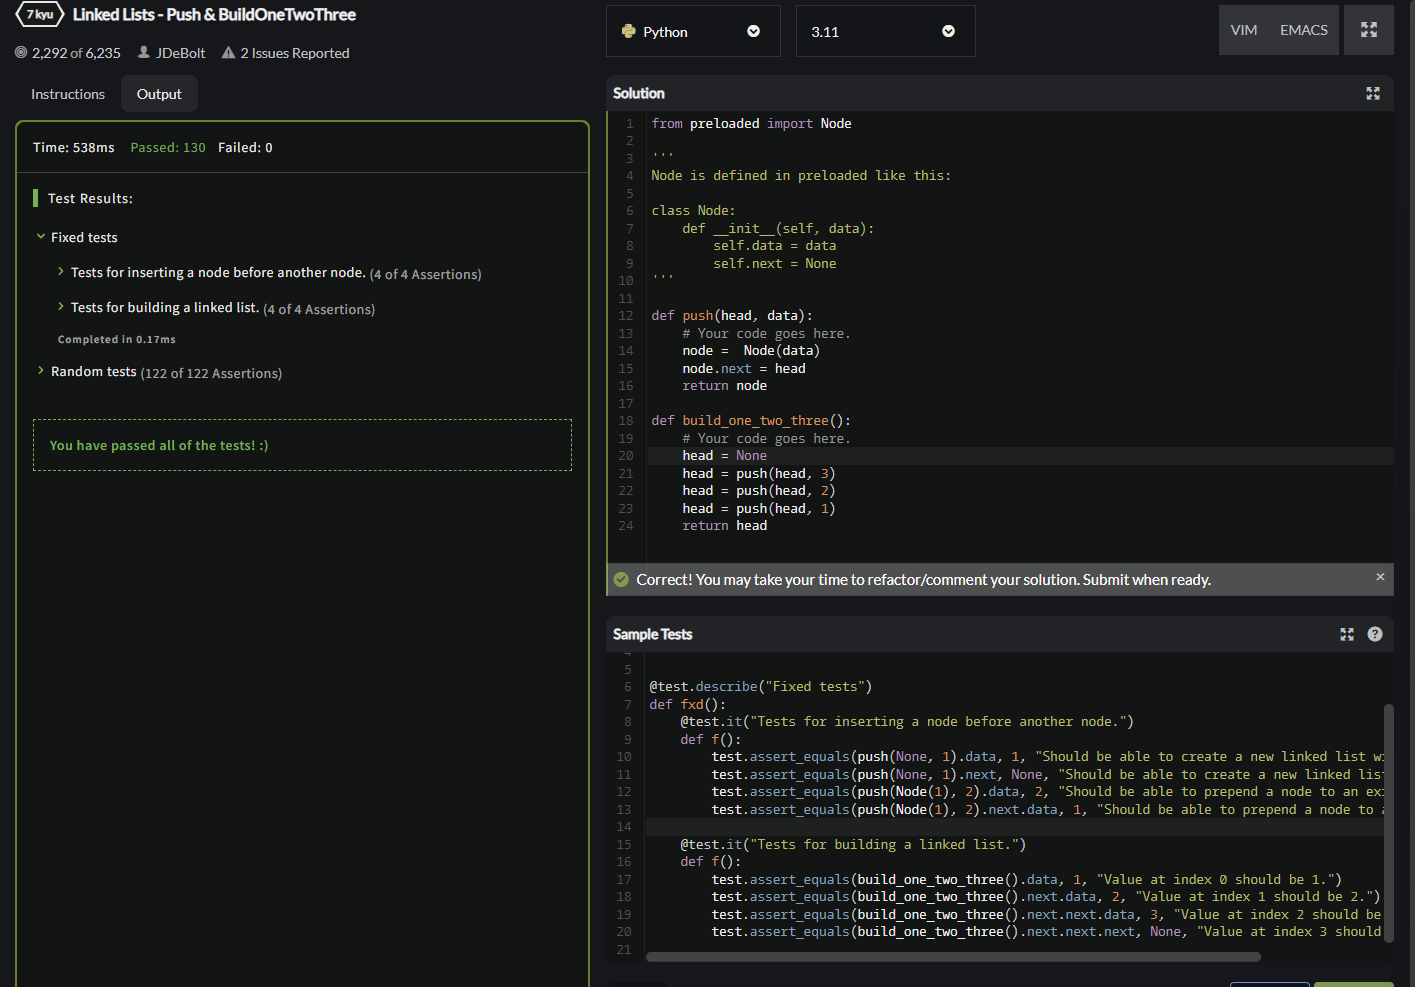 7 kyu
Linked Lists - Push & BuildOneTwoThree
2,292 of 6,235 JDeBolt 2 Issues Reported
Instructions Output
Time: 538ms Passed: 130 Failed: 0
Test Results:
Fixed tests
Tests for inserting a node before another node. (4 of 4 Assertions)
Tests for building a linked list. (4 of 4 Assertions)
Completed in 0.17ms
Random tests (122 of 122 Assertions)
You have passed all of the tests! :)
Python 3.11 VIM EMACS
Solution
1 from preloaded import Node
2
3 '''
4 Node is defined in preloaded like this:
5
6 class Node:
7     def __init__(self, data):
8         self.data = data
9         self.next = None
10 '''
11
12 def push(head, data):
13     # Your code goes here.
14     node =  Node(data)
15     node.next = head
16     return node
17
18 def build_one_two_three():
19     # Your code goes here.
20     head = None
21     head = push(head, 3)
22     head = push(head, 2)
23     head = push(head, 1)
24     return head
Correct! You may take your time to refactor/comment your solution. Submit when ready. ×
Sample Tests ?
4
5
6 @test.describe("Fixed tests")
7 def fxd():
8     @test.it("Tests for inserting a node before another node.")
9     def f():
10         test.assert_equals(push(None, 1).data, 1, "Should be able to create a new linked list wi
11         test.assert_equals(push(None, 1).next, None, "Should be able to create a new linked list
12         test.assert_equals(push(Node(1), 2).data, 2, "Should be able to prepend a node to an exi
13         test.assert_equals(push(Node(1), 2).next.data, 1, "Should be able to prepend a node to a
14
15     @test.it("Tests for building a linked list.")
16     def f():
17         test.assert_equals(build_one_two_three().data, 1, "Value at index 0 should be 1.")
18         test.assert_equals(build_one_two_three().next.data, 2, "Value at index 1 should be 2.")
19         test.assert_equals(build_one_two_three().next.next.data, 3, "Value at index 2 should be
20         test.assert_equals(build_one_two_three().next.next.next, None, "Value at index 3 should
21